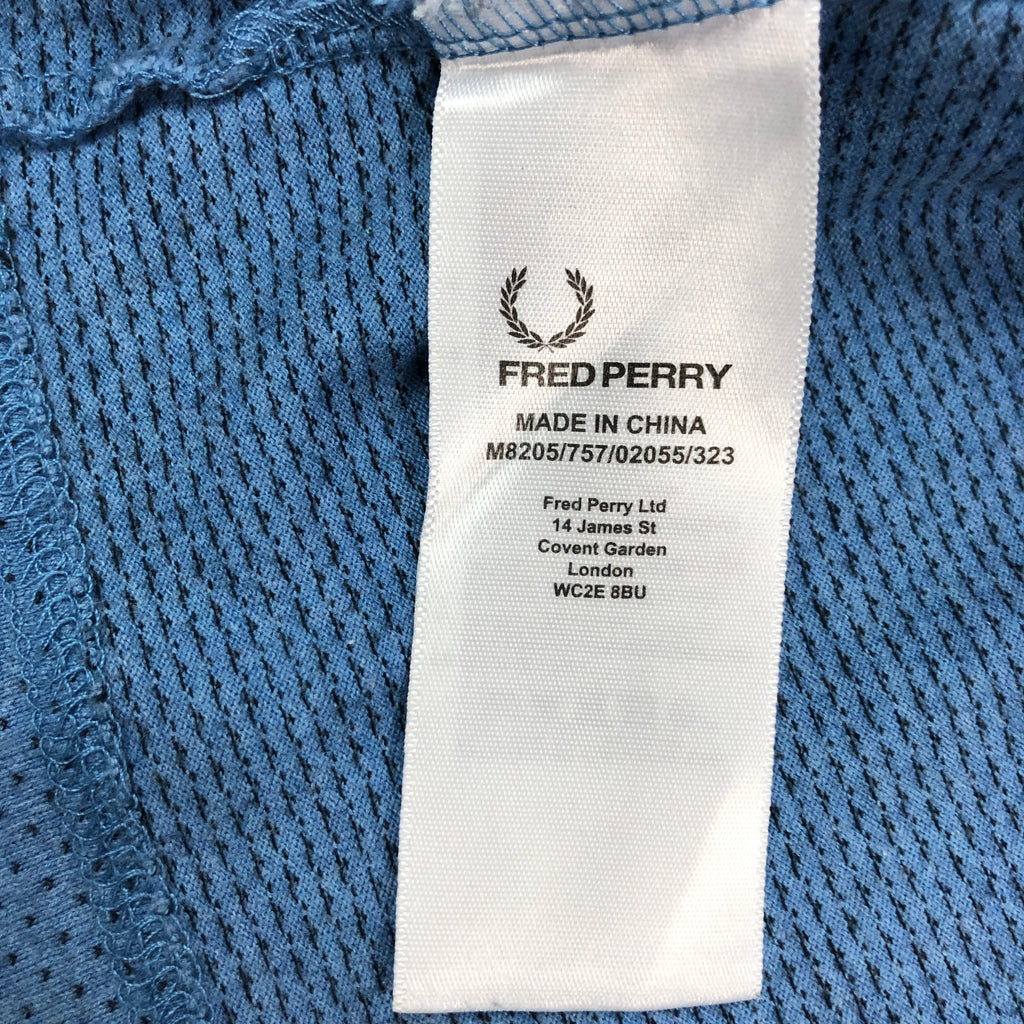 FRED PERRY
MADE IN CHINA
M8205/757/02055/323
Fred Perry Ltd
14 James St
Covent Garden
London
WC2E 8BU